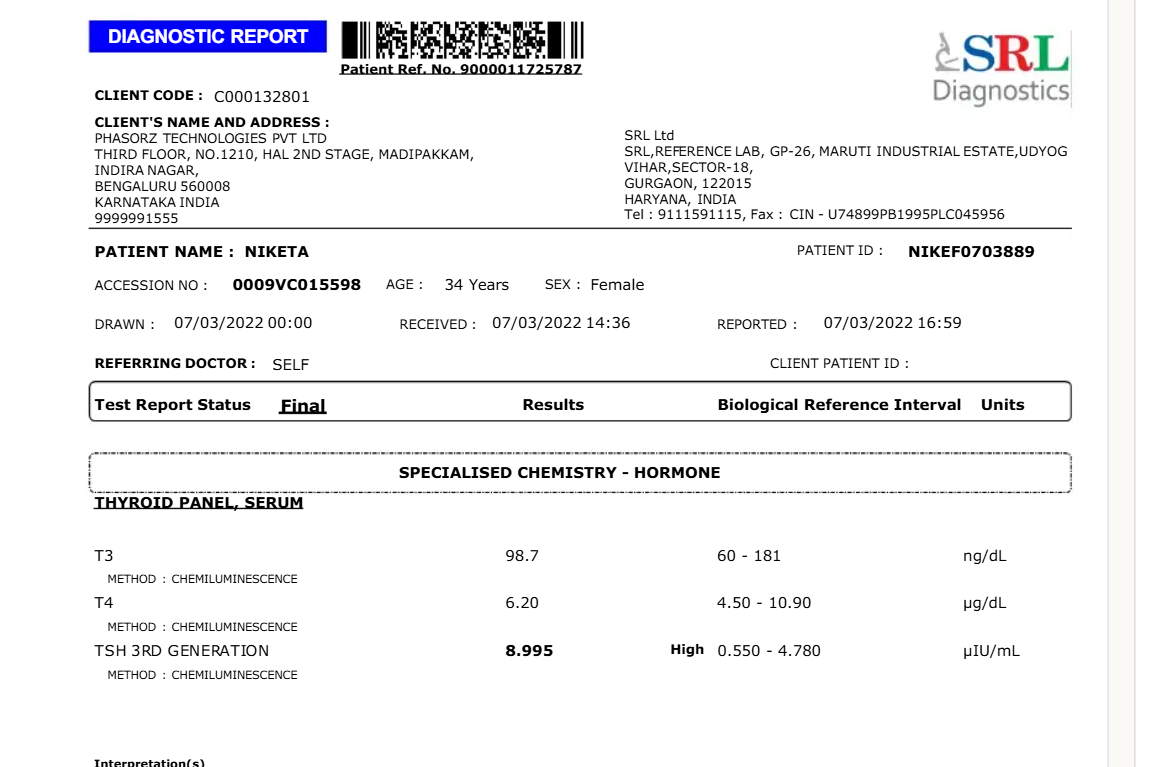 DIAGNOSTIC REPORT
Patient Ref. No. 9000011725787
SRL
Diagnostics
CLIENT CODE : C000132801
CLIENT'S NAME AND ADDRESS :
PHASORZ TECHNOLOGIES PVT LTD
THIRD FLOOR, NO.1210, HAL 2ND STAGE, MADIPAKKAM,
INDIRA NAGAR,
BENGALURU 560008
KARNATAKA INDIA
9999991555
SRL Ltd
SRL,REFERENCE LAB, GP-26, MARUTI INDUSTRIAL ESTATE,UDYOG
VIHAR,SECTOR-18,
GURGAON, 122015
HARYANA, INDIA
Tel : 9111591115, Fax : CIN - U74899PB1995PLC045956
PATIENT NAME : NIKETA PATIENT ID : NIKEF0703889
ACCESSION NO : 0009VC015598 AGE : 34 Years SEX : Female
DRAWN : 07/03/2022 00:00 RECEIVED : 07/03/2022 14:36 REPORTED : 07/03/2022 16:59
REFERRING DOCTOR : SELF CLIENT PATIENT ID :
Test Report Status Final Results Biological Reference Interval Units
SPECIALISED CHEMISTRY - HORMONE
THYROID PANEL, SERUM
T3 98.7 60 - 181 ng/dL
METHOD : CHEMILUMINESCENCE
T4 6.20 4.50 - 10.90 µg/dL
METHOD : CHEMILUMINESCENCE
TSH 3RD GENERATION 8.995 High 0.550 - 4.780 µIU/mL
METHOD : CHEMILUMINESCENCE
Interpretation(s)